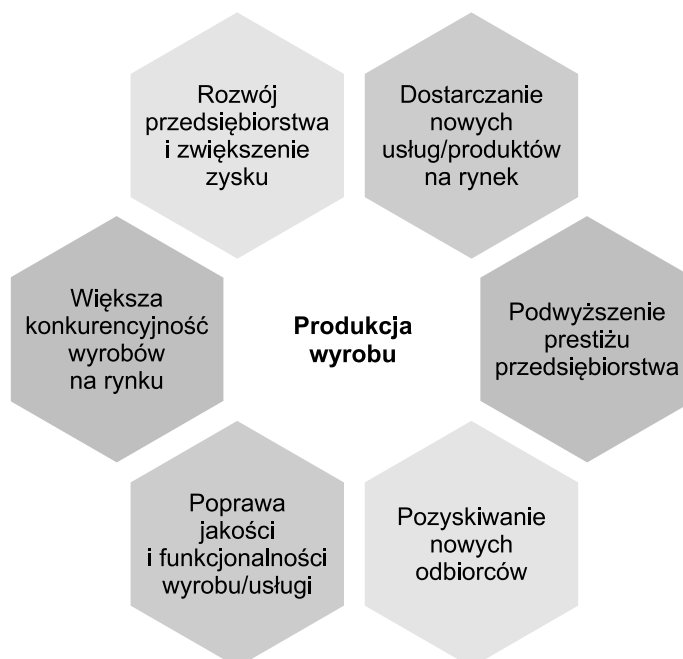 Rozwój
przedsiębiorstwa
i zwiększenie
zysku
Dostarczanie
nowych
usług/produktów
na rynek
Większa
konkurencyjność
wyrobów
na rynku
Produkcja
wyrobu
Podwyższenie
prestiżu
przedsiębiorstwa
Poprawa
jakości
i funkcjonalności
wyrobu/usługi
Pozyskiwanie
nowych
odbiorców